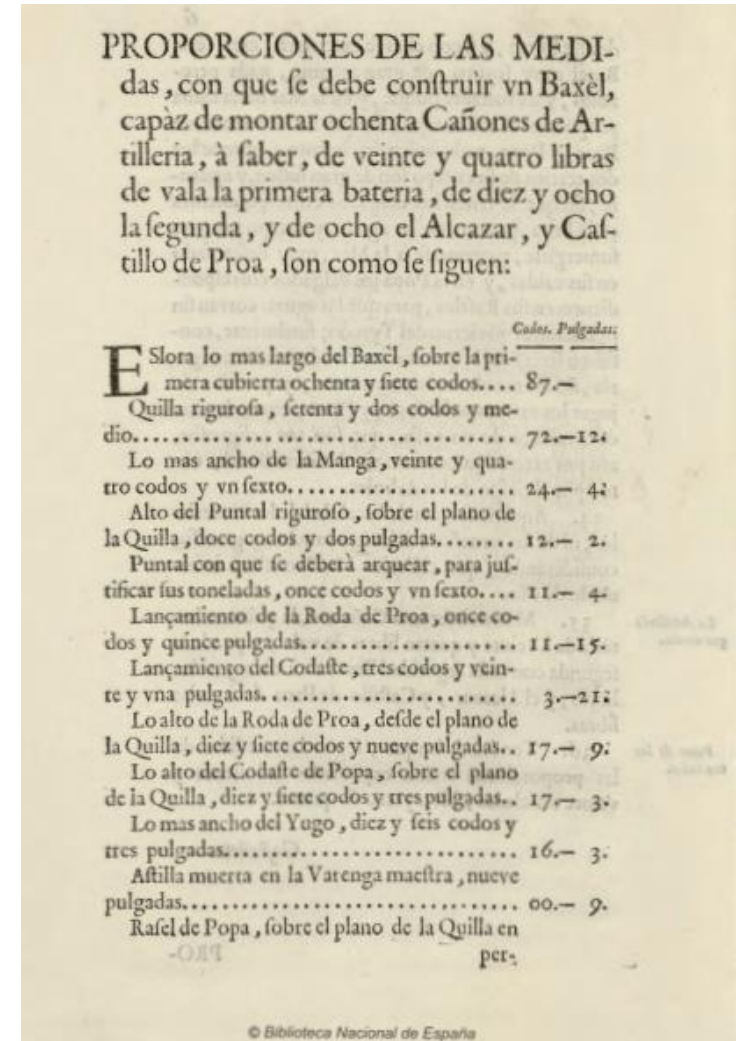 PROPORCIONES DE LAS MEDI-
das, con que ſe debe conſtruìr vn Baxèl,
capàz de montar ochenta Cañones de Ar-
tilleria, à ſaber, de veinte y quatro libras
de vala la primera bateria, de diez y ocho
la ſegunda, y de ocho el Alcazar, y Caſ-
tillo de Proa, ſon como ſe ſiguen:
Codos. Pulgadas.
ESlora lo mas largo del Baxèl, ſobre la pri-
mera cubierta ochenta y ſiete codos.... 87.—
Quilla riguroſa, ſetenta y dos codos y me-
dio................................... 72.—12.
Lo mas ancho de la Manga, veinte y qua-
tro codos y vn ſexto...................... 24.— 4.
Alto del Puntal riguroſo, ſobre el plano de
la Quilla, doce codos y dos pulgadas........ 12.— 2.
Puntal con que ſe deberà arquear, para juſ-
tificar ſus toneladas, once codos y vn ſexto.... 11.— 4.
Lançamiento de la Roda de Proa, once co-
dos y quince pulgadas..................... 11.—15.
Lançamiento del Codaſte, tres codos y vein-
te y vna pulgadas......................... 3.—21.
Lo alto de la Roda de Proa, deſde el plano de
la Quilla, diez y ſiete codos y nueve pulgadas.. 17.— 9.
Lo alto del Codaſte de Popa, ſobre el plano
de la Quilla, diez y ſiete codos y tres pulgadas.. 17.— 3.
Lo mas ancho del Yugo, diez y ſeis codos y
tres pulgadas............................. 16.— 3.
Aſtilla muerta en la Varenga maeſtra, nueve
pulgadas................................. 00.— 9.
Raſel de Popa, ſobre el plano de la Quilla en
per-
© Biblioteca Nacional de España